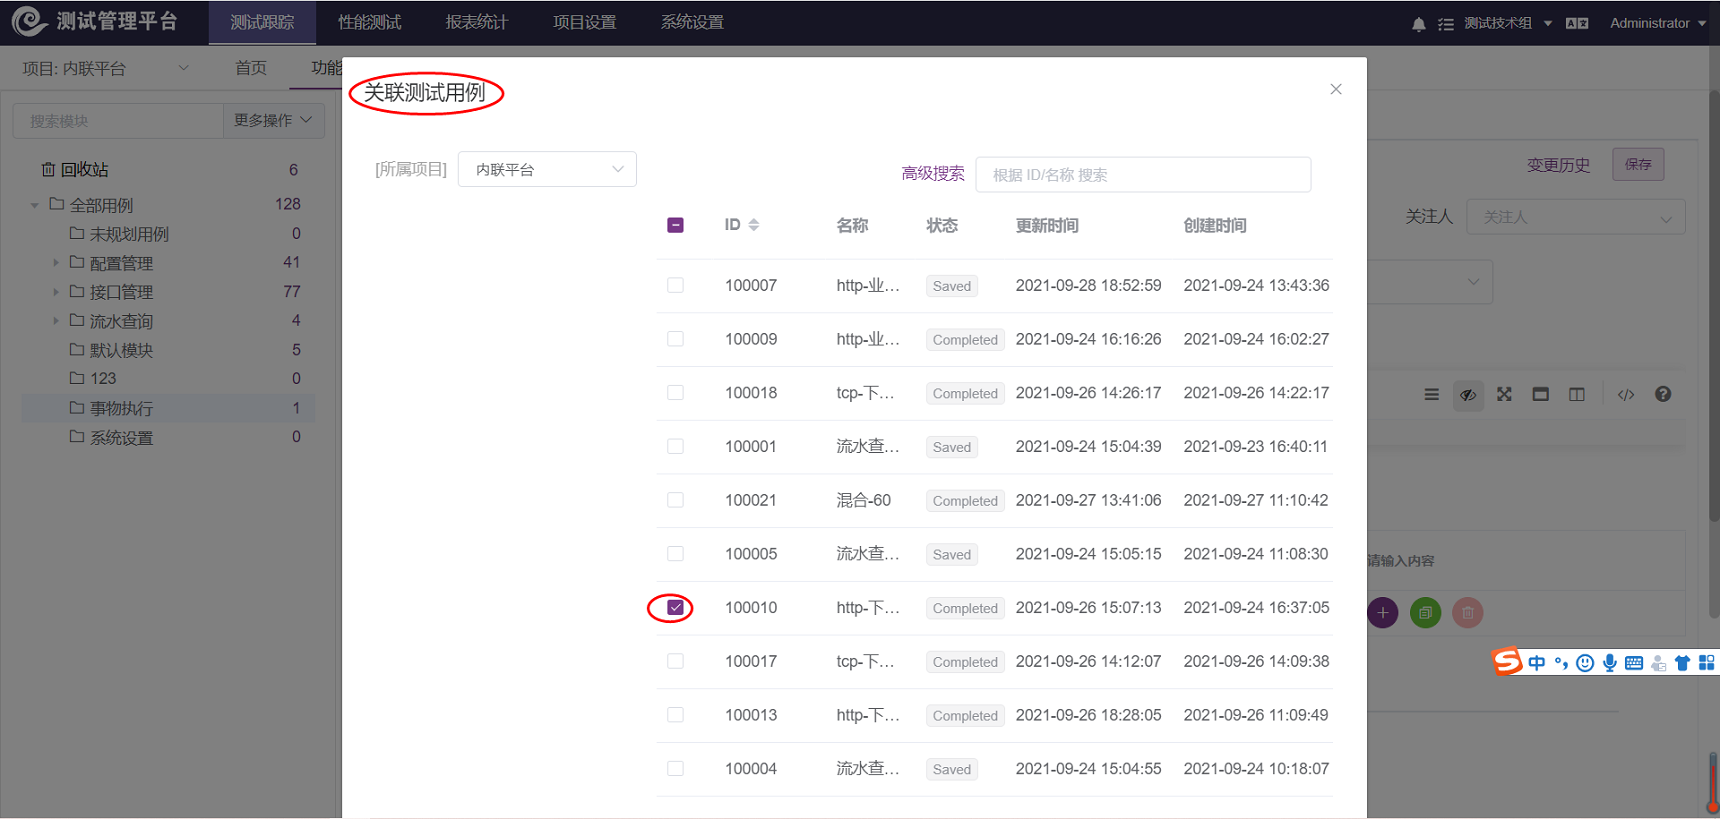 测试管理平台 测试跟踪 性能测试 报表统计 项目设置 系统设置 测试技术组 Administrator
项目: 内联平台 首页 功能
关联测试用例
搜索模块 更多操作
[所属项目] 内联平台 高级搜索 根据 ID/名称 搜索
变更历史 保存
关注人 关注人
回收站 6
全部用例 128
未规划用例 0
配置管理 41
接口管理 77
流水查询 4
默认模块 5
123 0
事物执行 1
系统设置 0
ID 名称 状态 更新时间 创建时间
100007 http-业... Saved 2021-09-28 18:52:59 2021-09-24 13:43:36
100009 http-业... Completed 2021-09-24 16:16:26 2021-09-24 16:02:27
100018 tcp-下... Completed 2021-09-26 14:26:17 2021-09-26 14:22:17
100001 流水查... Saved 2021-09-24 15:04:39 2021-09-23 16:40:11
100021 混合-60 Completed 2021-09-27 13:41:06 2021-09-27 11:10:42
100005 流水查... Saved 2021-09-24 15:05:15 2021-09-24 11:08:30
100010 http-下... Completed 2021-09-26 15:07:13 2021-09-24 16:37:05
100017 tcp-下... Completed 2021-09-26 14:12:07 2021-09-26 14:09:38
100013 http-下... Completed 2021-09-26 18:28:05 2021-09-26 11:09:49
100004 流水查... Saved 2021-09-24 15:04:55 2021-09-24 10:18:07
请输入内容
中